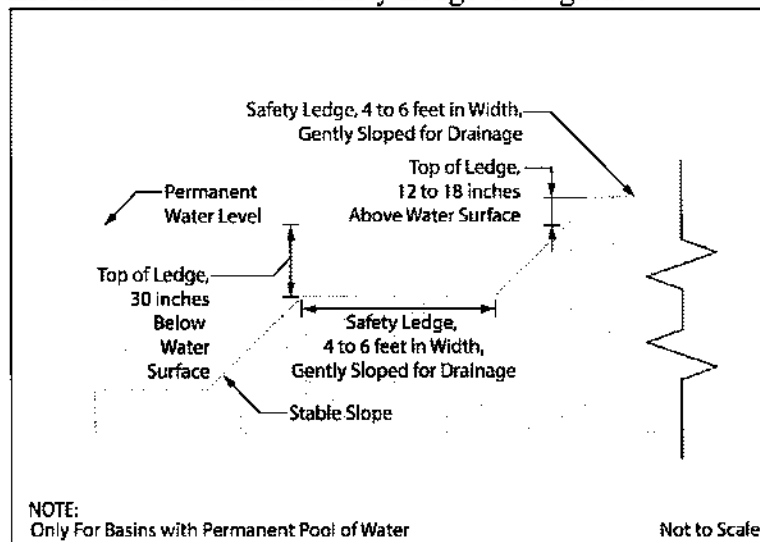 Safety Ledge, 4 to 6 feet in Width,
Gently Sloped for Drainage
Top of Ledge,
12 to 18 inches
Above Water Surface
Permanent
Water Level
Top of Ledge,
30 inches
Below
Water
Surface
Safety Ledge,
4 to 6 feet in Width,
Gently Sloped for Drainage
Stable Slope
NOTE:
Only For Basins with Permanent Pool of Water
Not to Scale